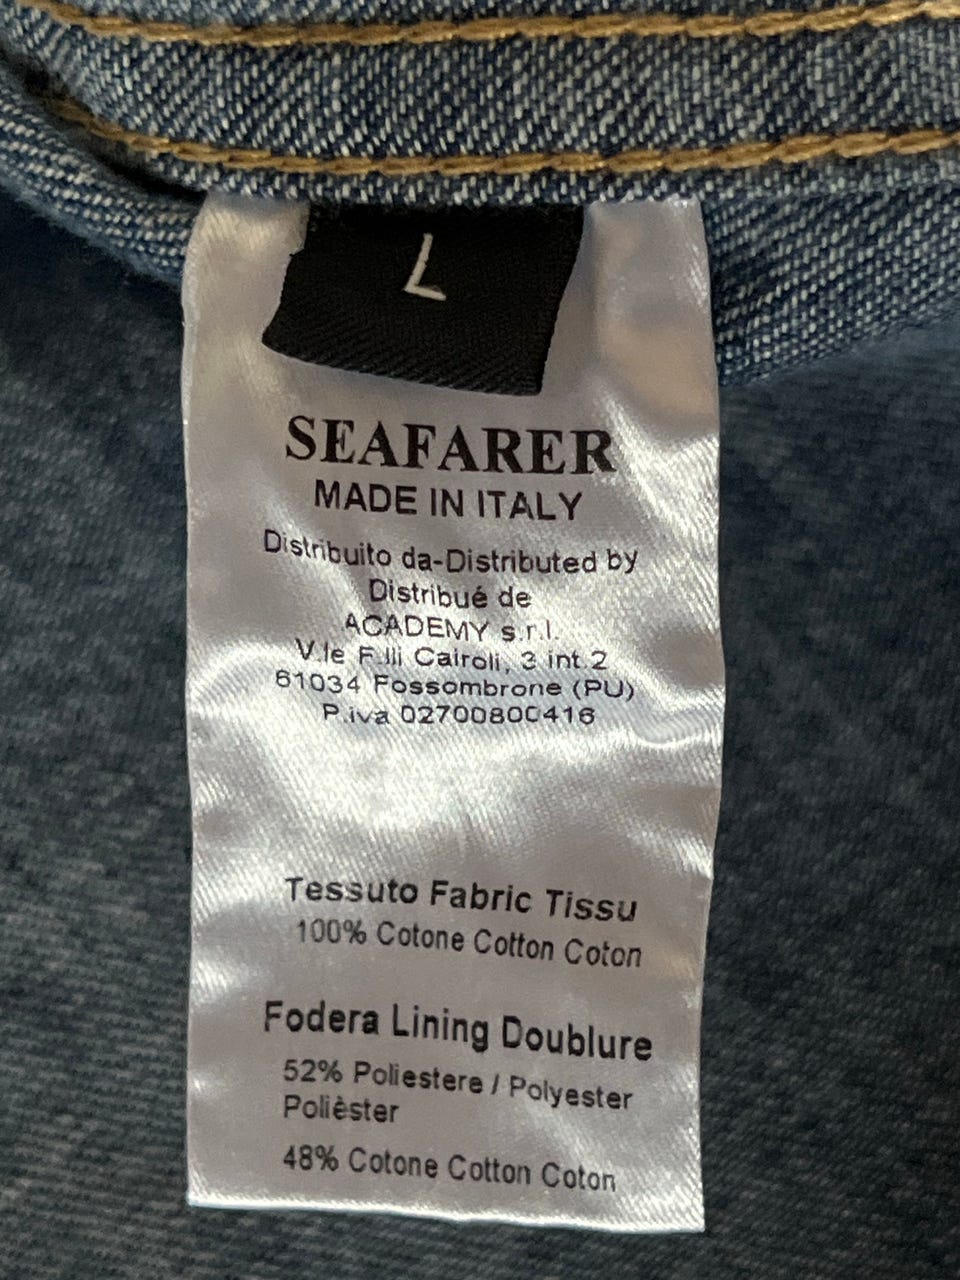 L
SEAFARER
MADE IN ITALY
Distribuito da-Distributed by
Distribué de
ACADEMY s.r.l.
V.le F.lli Cairoli, 3 int.2
61034 Fossombrone (PU)
P.iva 02700800416
Tessuto Fabric Tissu
100% Cotone Cotton Coton
Fodera Lining Doublure
52% Poliestere / Polyester
Polièster
48% Cotone Cotton Coton